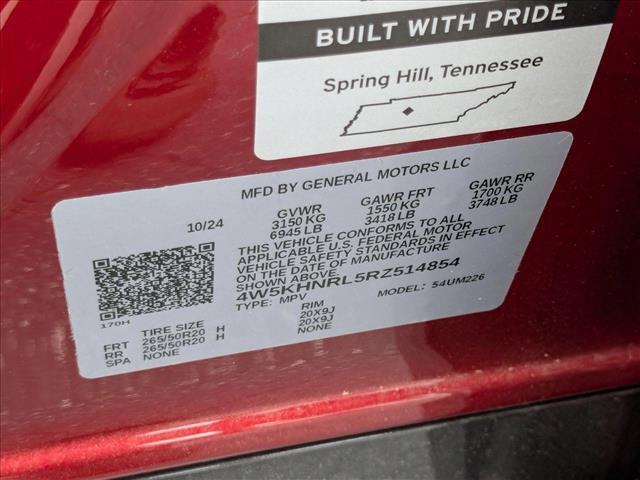 BUILT WITH PRIDE
Spring Hill, Tennessee
MFD BY GENERAL MOTORS LLC
10/24
GVWR GAWR FRT GAWR RR
3150 KG 1550 KG 1700 KG
6945 LB 3418 LB 3748 LB
THIS VEHICLE CONFORMS TO ALL
APPLICABLE U.S. FEDERAL MOTOR
VEHICLE SAFETY STANDARDS IN EFFECT
ON THE DATE OF MANUFACTURE
SHOWN ABOVE.
4W5KHNRL5RZ514854
TYPE: MPV MODEL: 54UM226
170H
TIRE SIZE RIM
FRT 265/50R20 H 20X9J
RR 265/50R20 H 20X9J
SPA NONE NONE